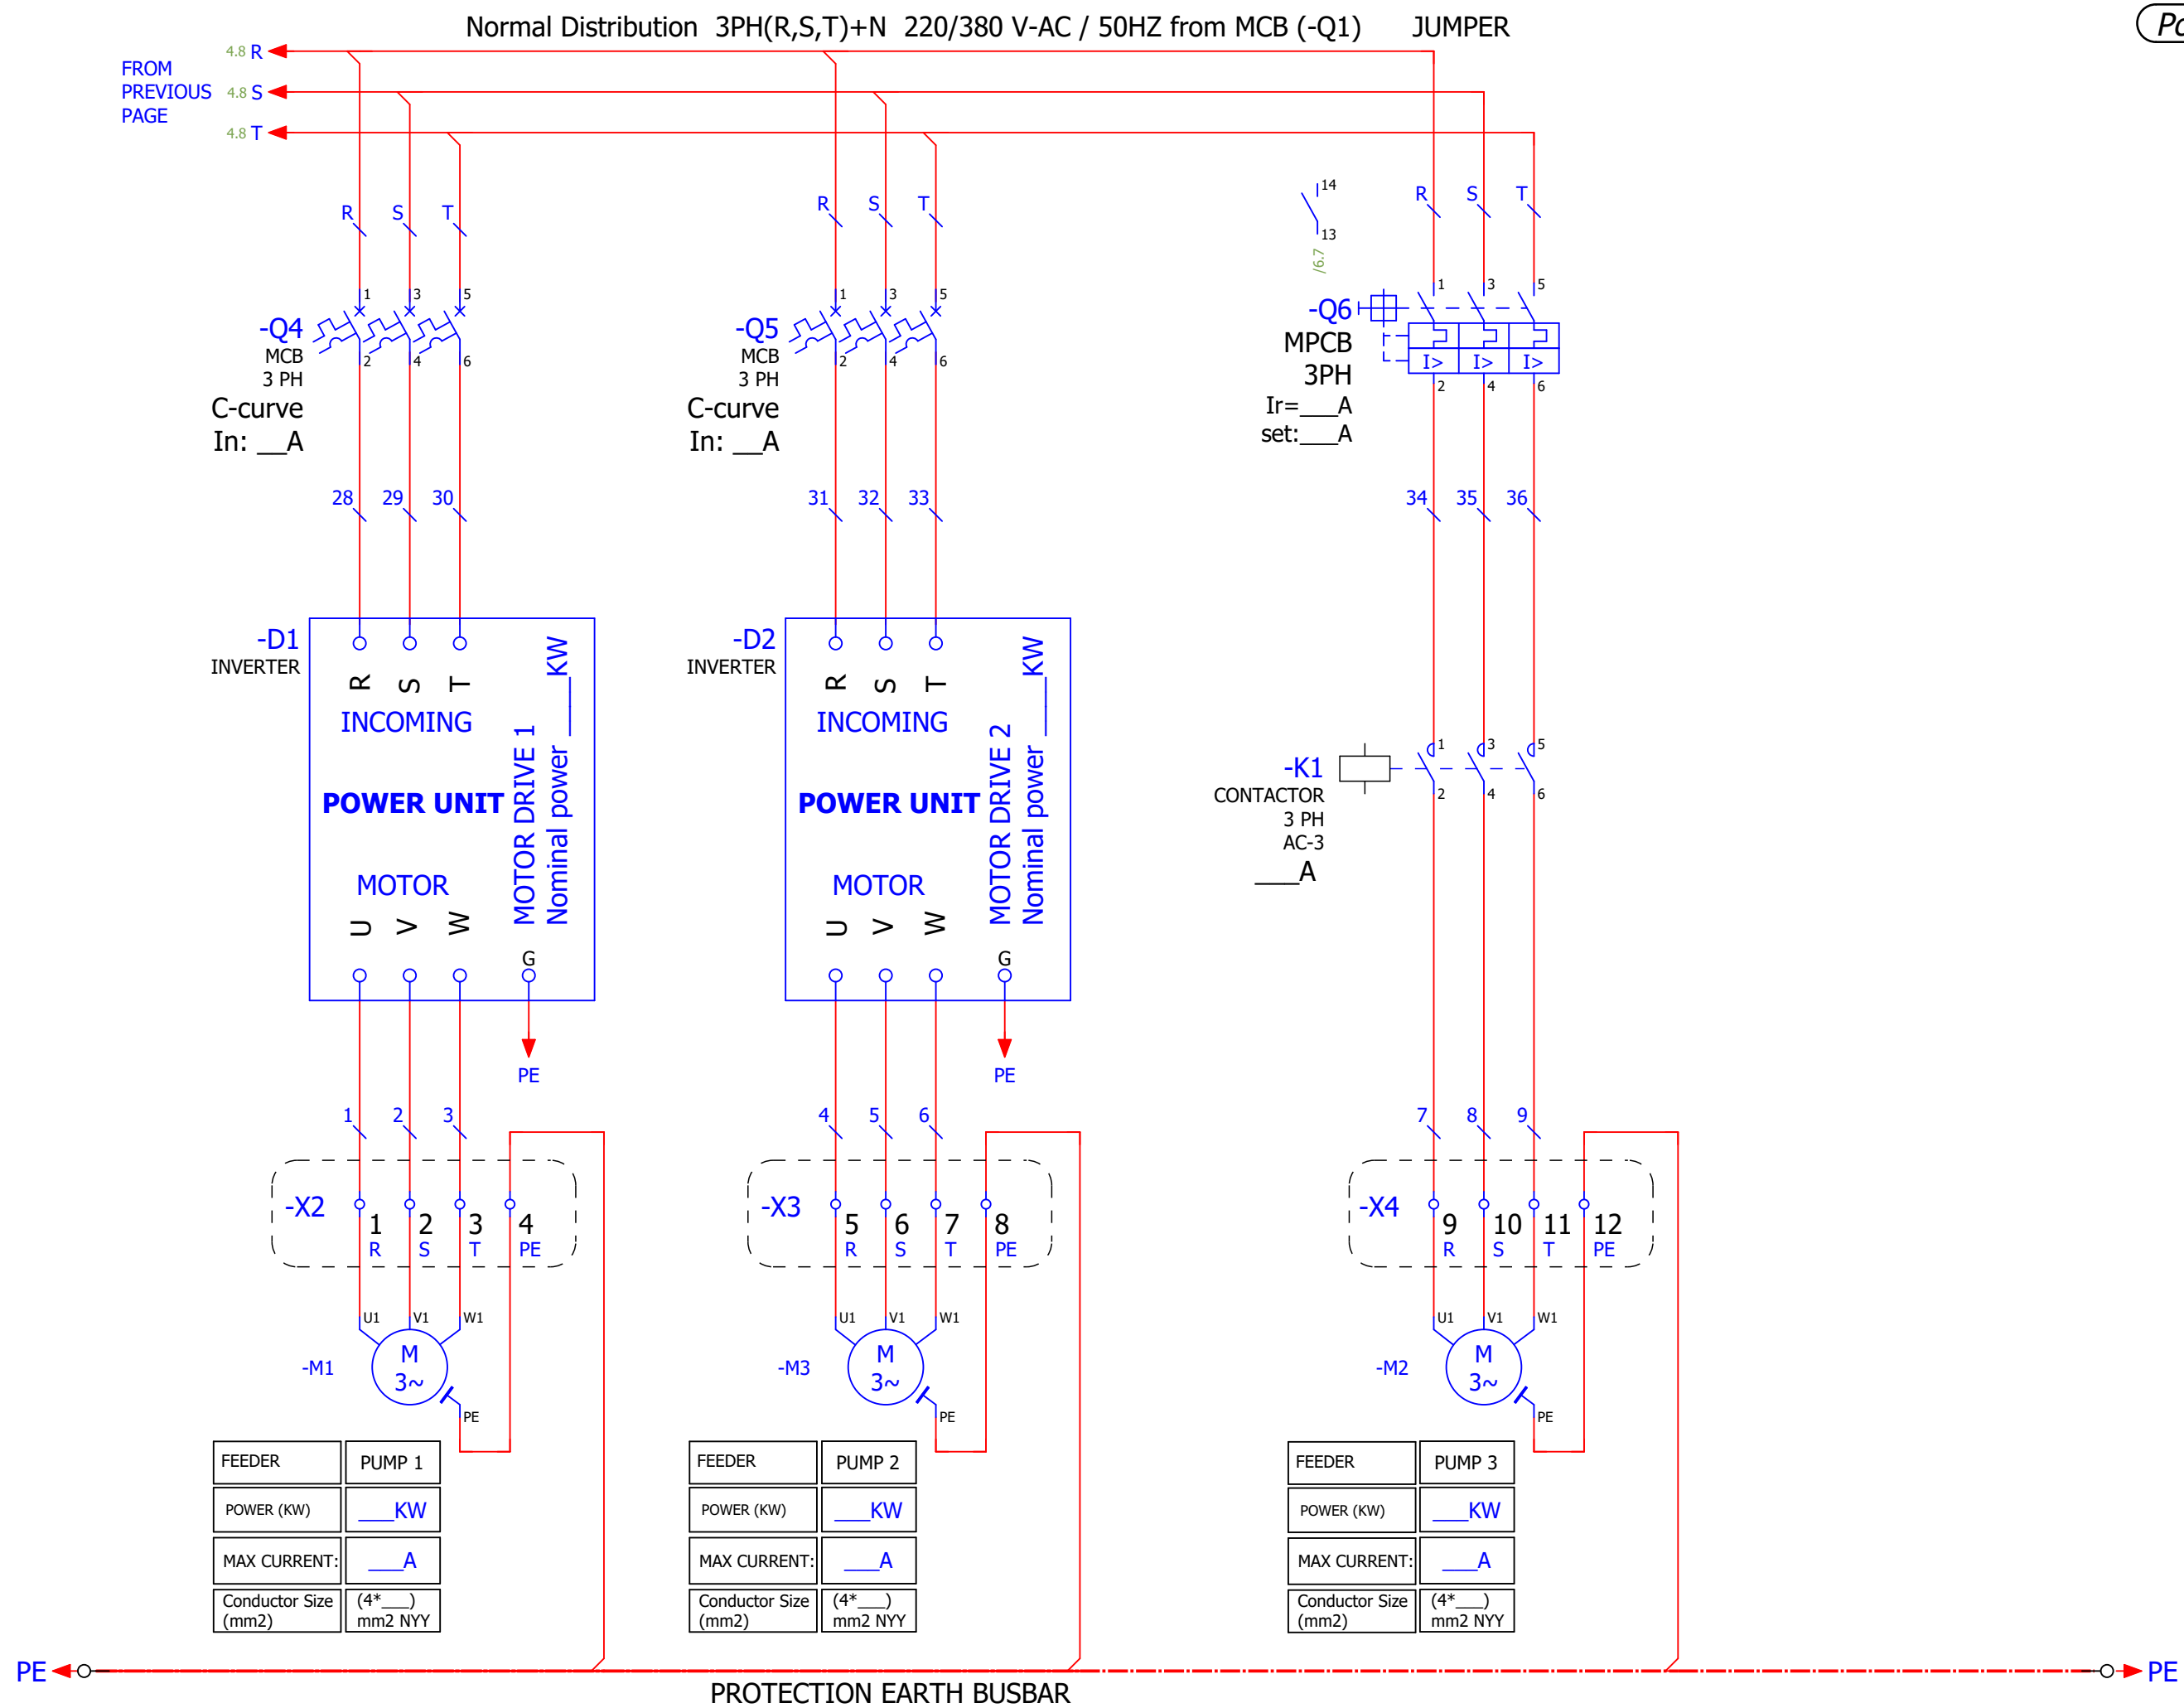 Normal Distribution 3PH(R,S,T)+N 220/380 V-AC / 50HZ from MCB (-Q1) JUMPER
FROM
PREVIOUS
PAGE
4.8 R
4.8 S
4.8 T
R S T
1 3 5
-Q4
MCB
3 PH
C-curve
In: __A
2 4 6
28 29 30
-D1
INVERTER
R S T
INCOMING
POWER UNIT
MOTOR
U V W
MOTOR DRIVE 1
Nominal power ____KW
G
PE
1 2 3
-X2
1 2 3 4
R S T PE
U1 V1 W1
-M1
M
3~
PE
FEEDER PUMP 1
POWER (KW) ___KW
MAX CURRENT: ___A
Conductor Size (4*___)
(mm2) mm2 NYY
R S T
1 3 5
-Q5
MCB
3 PH
C-curve
In: __A
2 4 6
31 32 33
-D2
INVERTER
R S T
INCOMING
POWER UNIT
MOTOR
U V W
MOTOR DRIVE 2
Nominal power ____KW
G
PE
4 5 6
-X3
5 6 7 8
R S T PE
U1 V1 W1
-M3
M
3~
PE
FEEDER PUMP 2
POWER (KW) ___KW
MAX CURRENT: ___A
Conductor Size (4*___)
(mm2) mm2 NYY
14
13
/6.7
R S T
1 3 5
-Q6
MPCB
3PH
Ir=___A
set:___A
I> I> I>
2 4 6
34 35 36
-K1
CONTACTOR
3 PH
AC-3
___A
1 3 5
2 4 6
7 8 9
-X4
9 10 11 12
R S T PE
U1 V1 W1
-M2
M
3~
PE
FEEDER PUMP 3
POWER (KW) ___KW
MAX CURRENT: ___A
Conductor Size (4*___)
(mm2) mm2 NYY
PE PE
PROTECTION EARTH BUSBAR